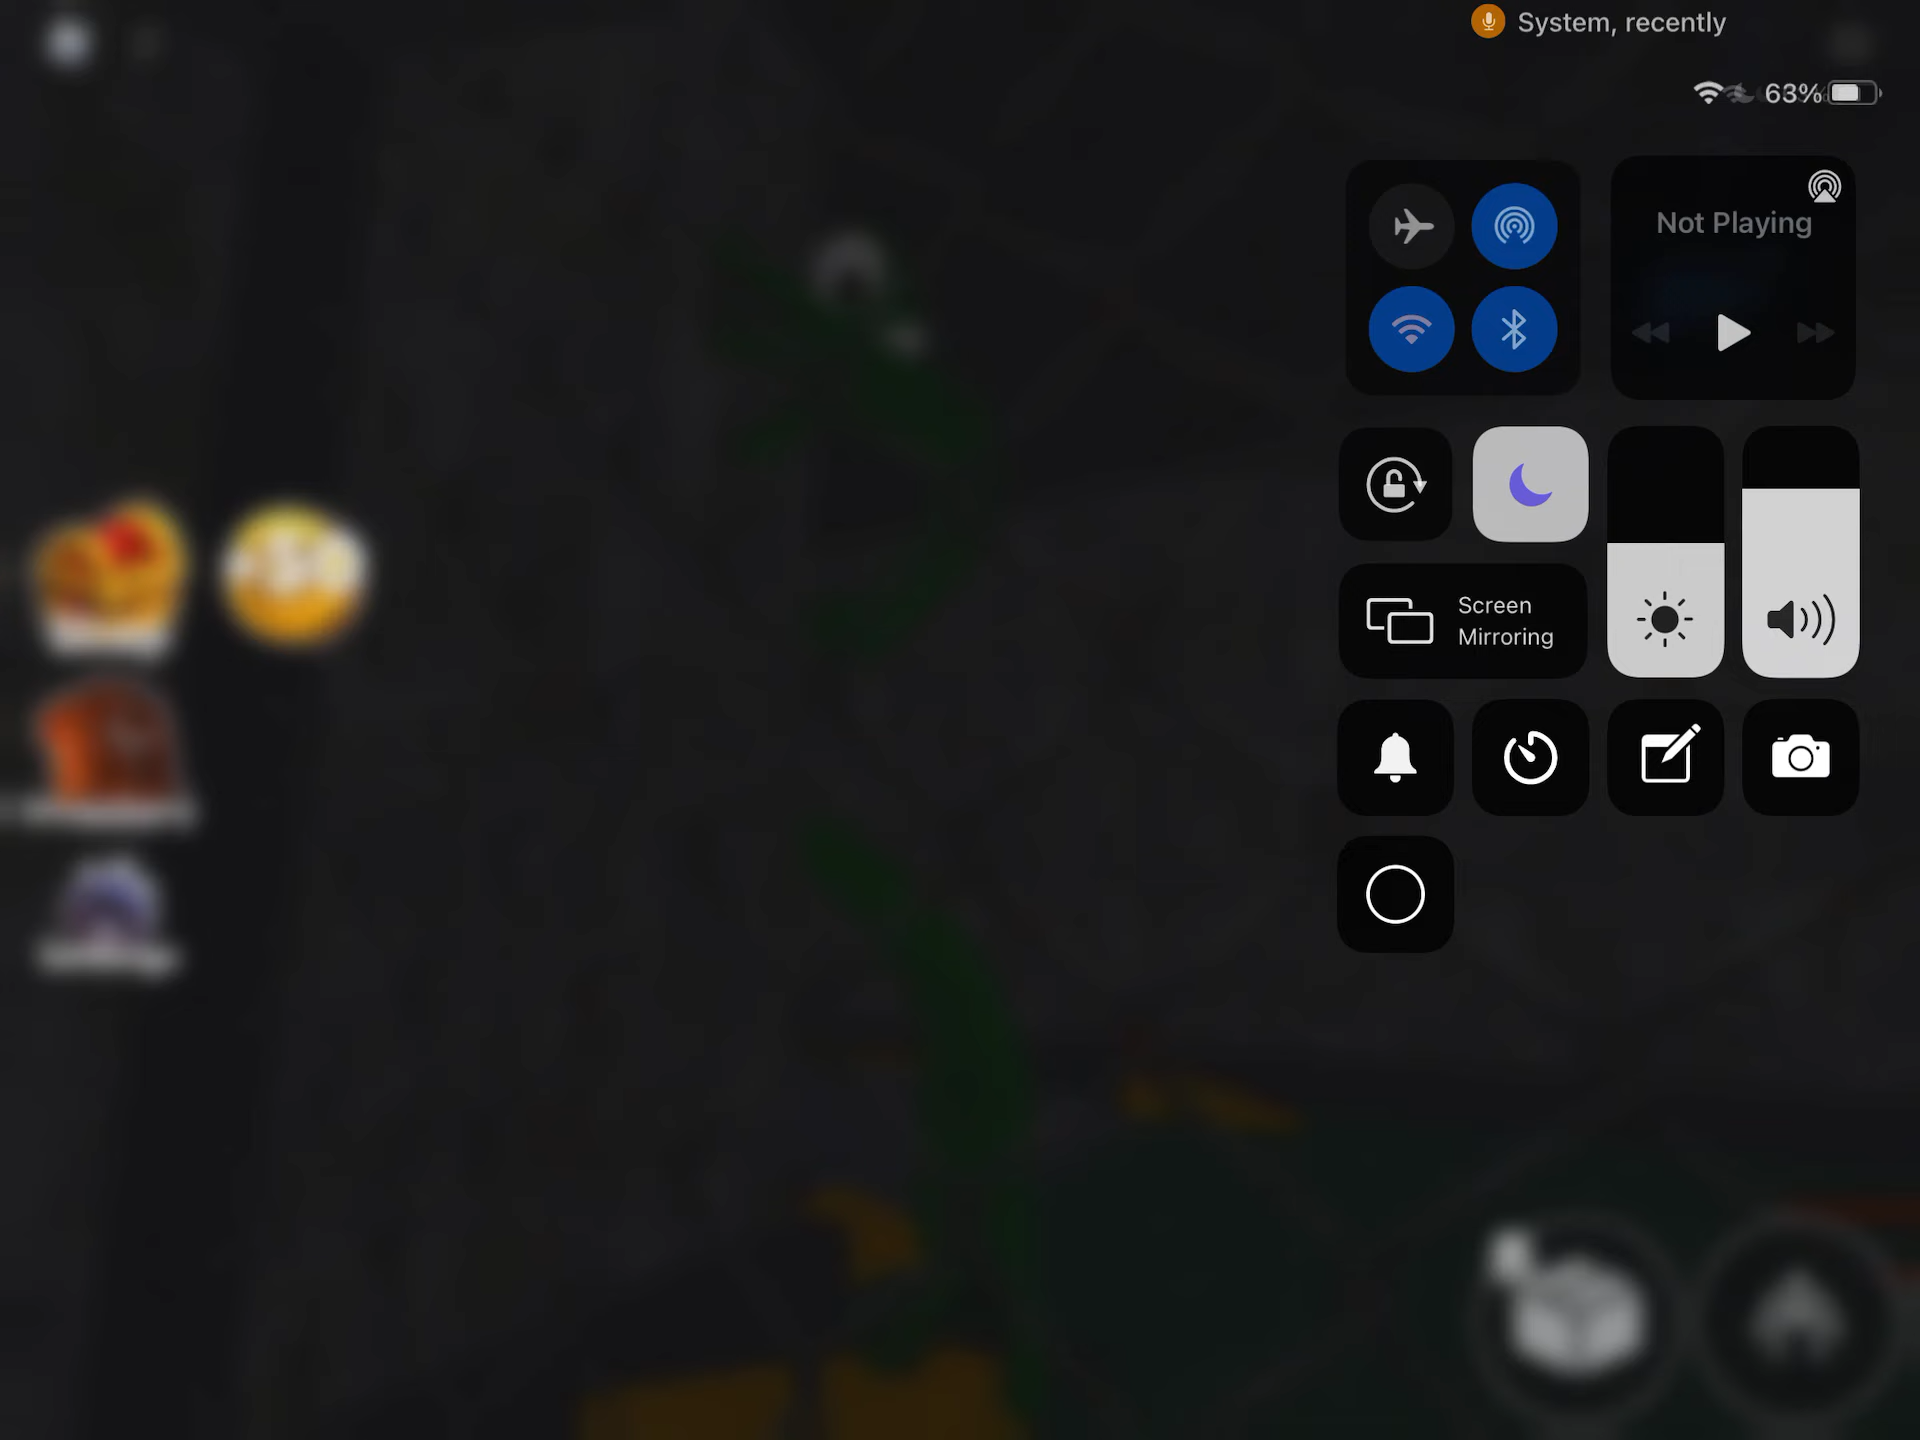 System, recently
63%
Not Playing
Screen
Mirroring